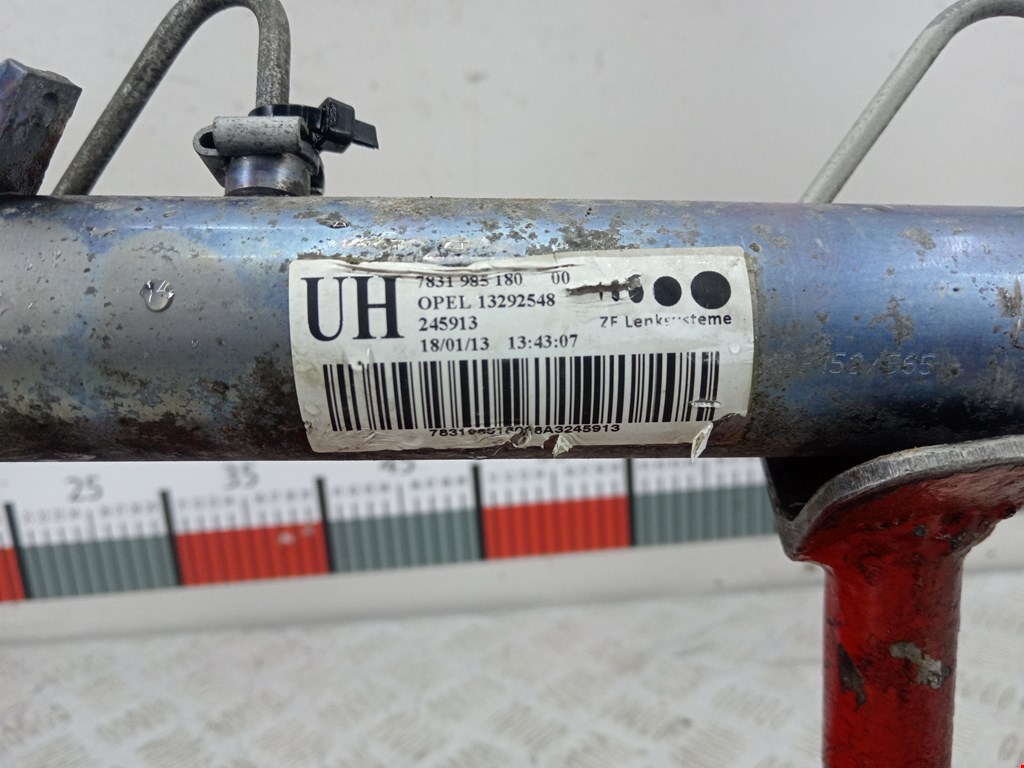 UH
7831 985 180 00
OPEL 13292548
245913
18/01/13 13:43:07
ZF Lenksysteme
25
35
45